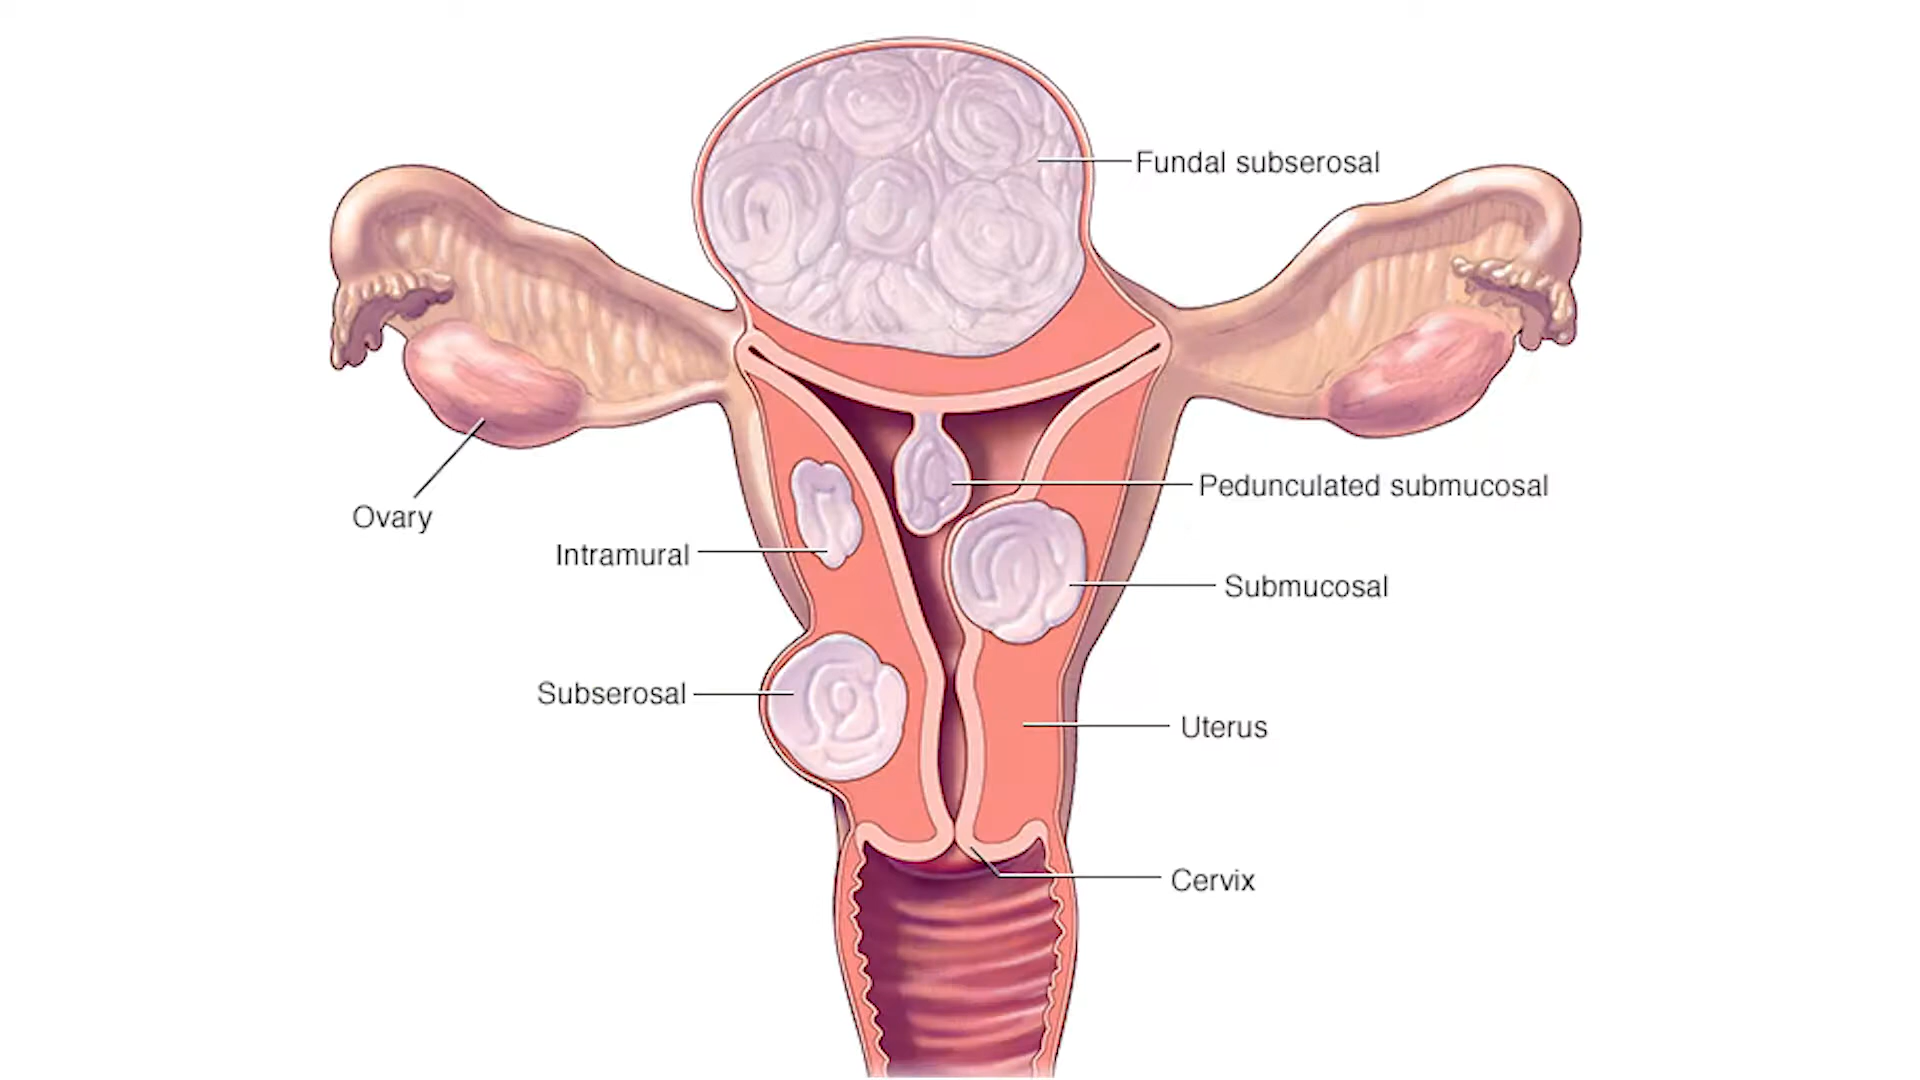 Fundal subserosal
Pedunculated submucosal
Ovary
Intramural
Submucosal
Subserosal
Uterus
Cervix